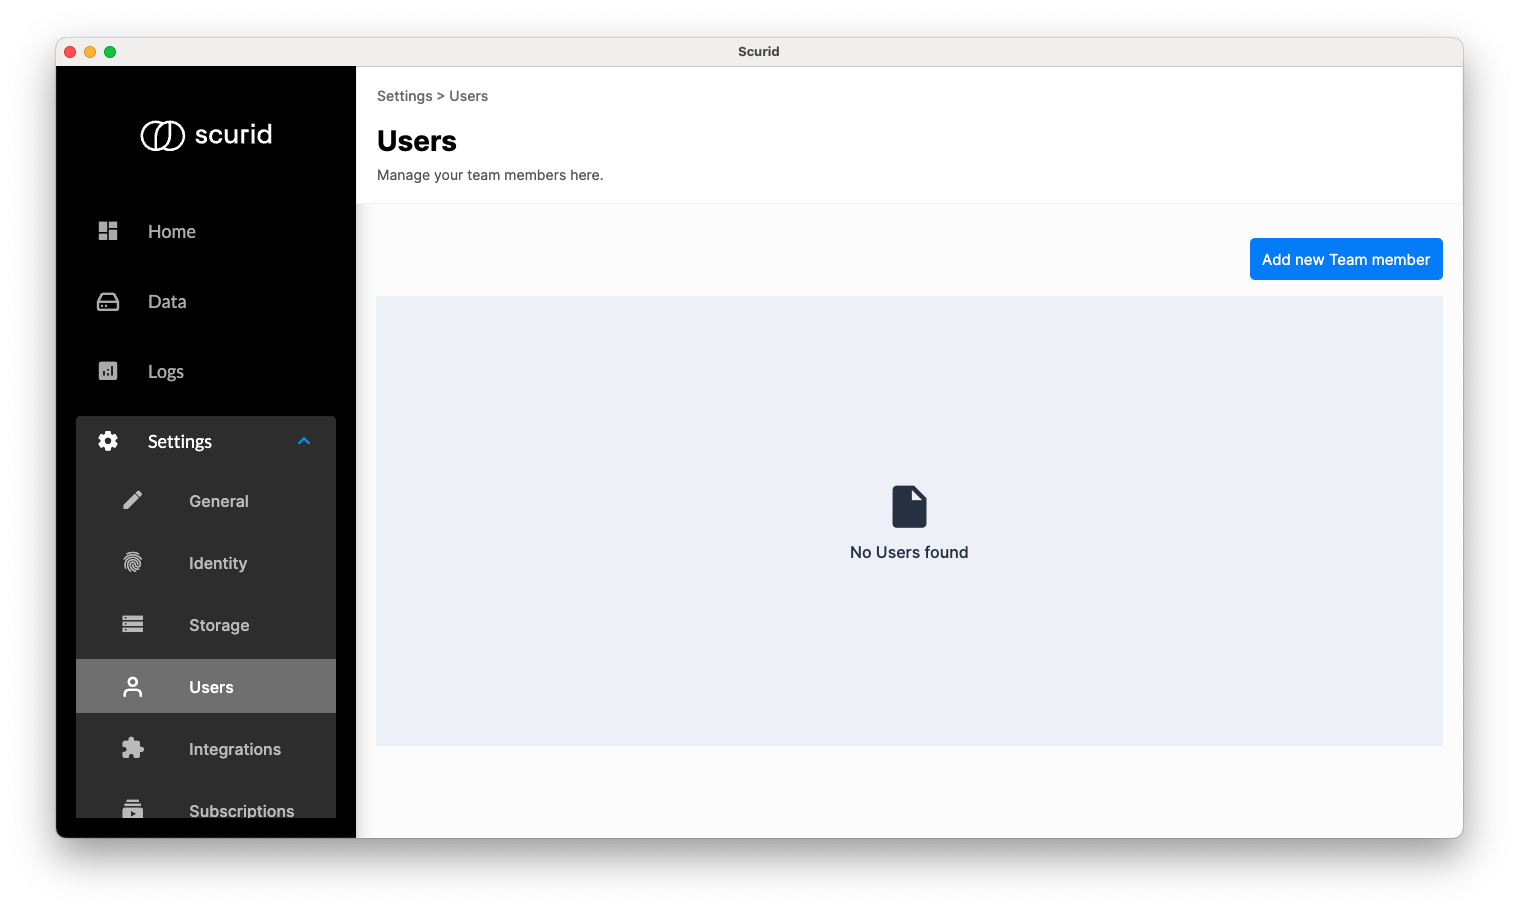 Scurid
scurid
Home
Data
Logs
Settings
General
Identity
Storage
Users
Integrations
Subscriptions
Settings > Users
Users
Manage your team members here.
Add new Team member
No Users found